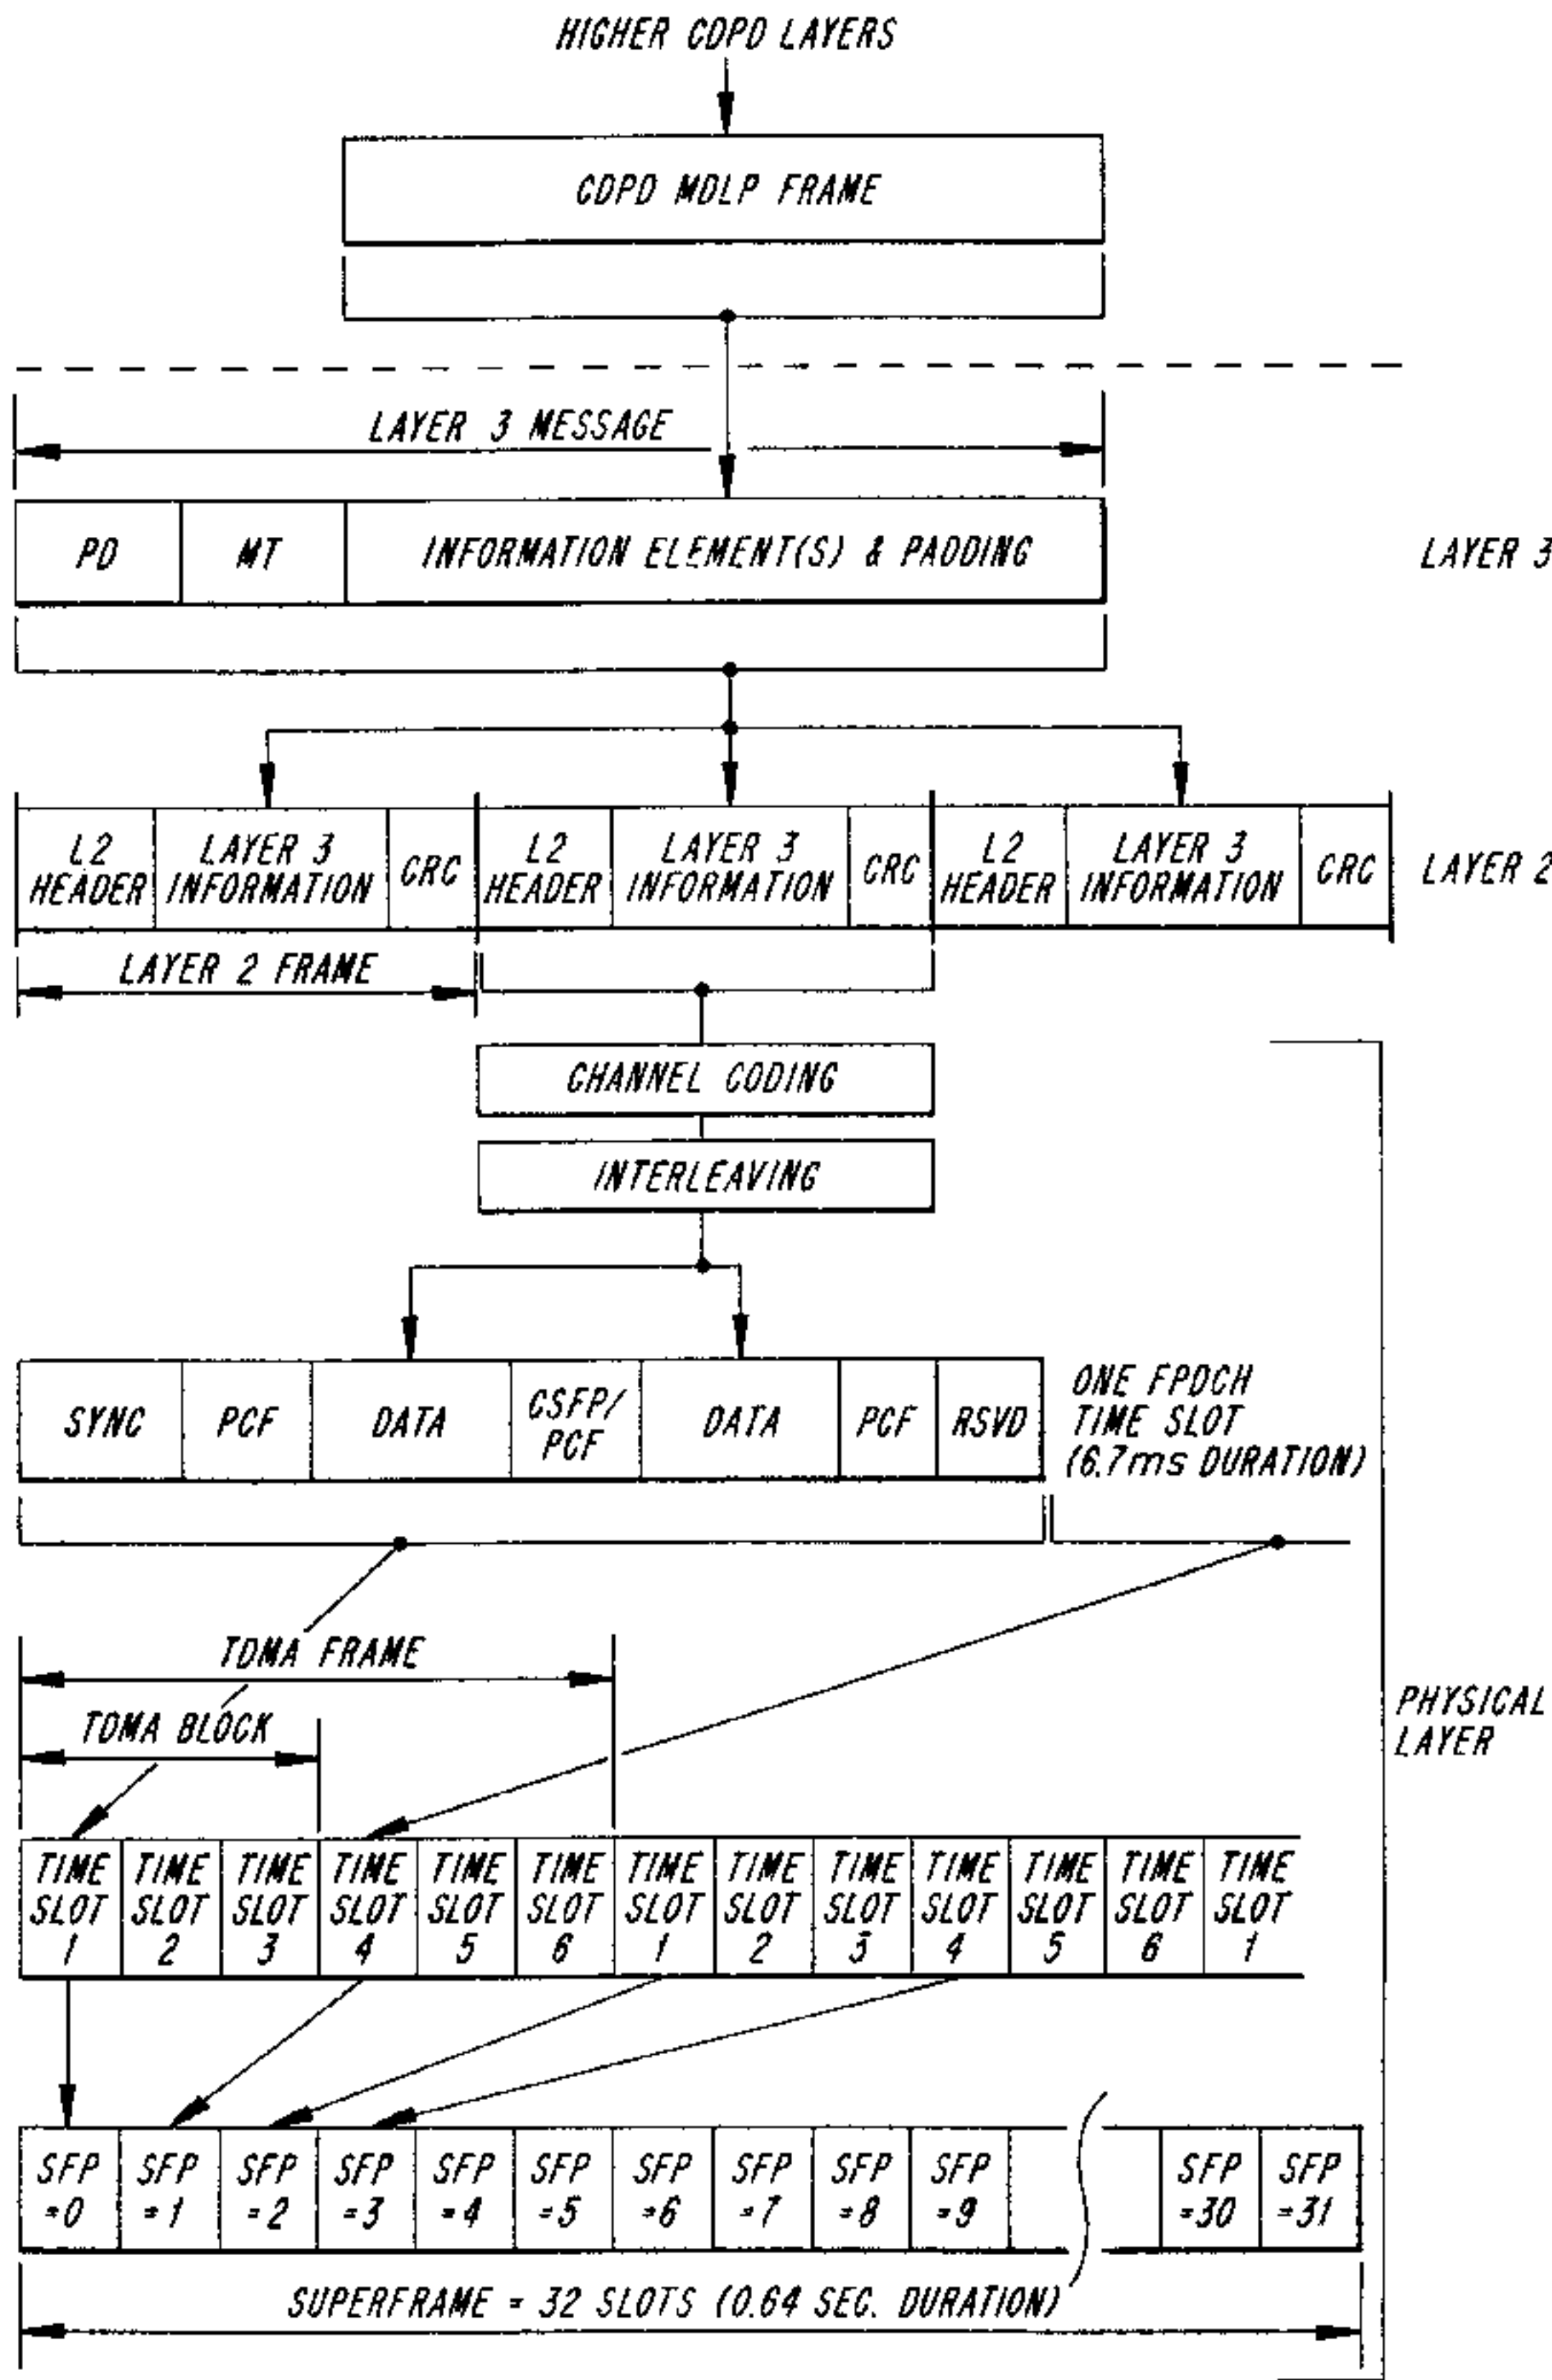 HIGHER CDPD LAYERS
CDPD MDLP FRAME
LAYER 3 MESSAGE
PD
MT
INFORMATION ELEMENT(S) & PADDING
LAYER 3
L2
HEADER
LAYER 3
INFORMATION
CRC
L2
HEADER
LAYER 3
INFORMATION
CRC
L2
HEADER
LAYER 3
INFORMATION
CRC
LAYER 2
LAYER 2 FRAME
CHANNEL CODING
INTERLEAVING
SYNC
PCF
DATA
CSFP/
PCF
DATA
PCF
RSVD
ONE FPDCH
TIME SLOT
(6.7ms DURATION)
TDMA FRAME
TDMA BLOCK
PHYSICAL
LAYER
TIME
SLOT
1
TIME
SLOT
2
TIME
SLOT
3
TIME
SLOT
4
TIME
SLOT
5
TIME
SLOT
6
TIME
SLOT
1
TIME
SLOT
2
TIME
SLOT
3
TIME
SLOT
4
TIME
SLOT
5
TIME
SLOT
6
TIME
SLOT
1
SFP
=0
SFP
=1
SFP
=2
SFP
=3
SFP
=4
SFP
=5
SFP
=6
SFP
=7
SFP
=8
SFP
=9
SFP
=30
SFP
=31
SUPERFRAME = 32 SLOTS (0.64 SEC. DURATION)